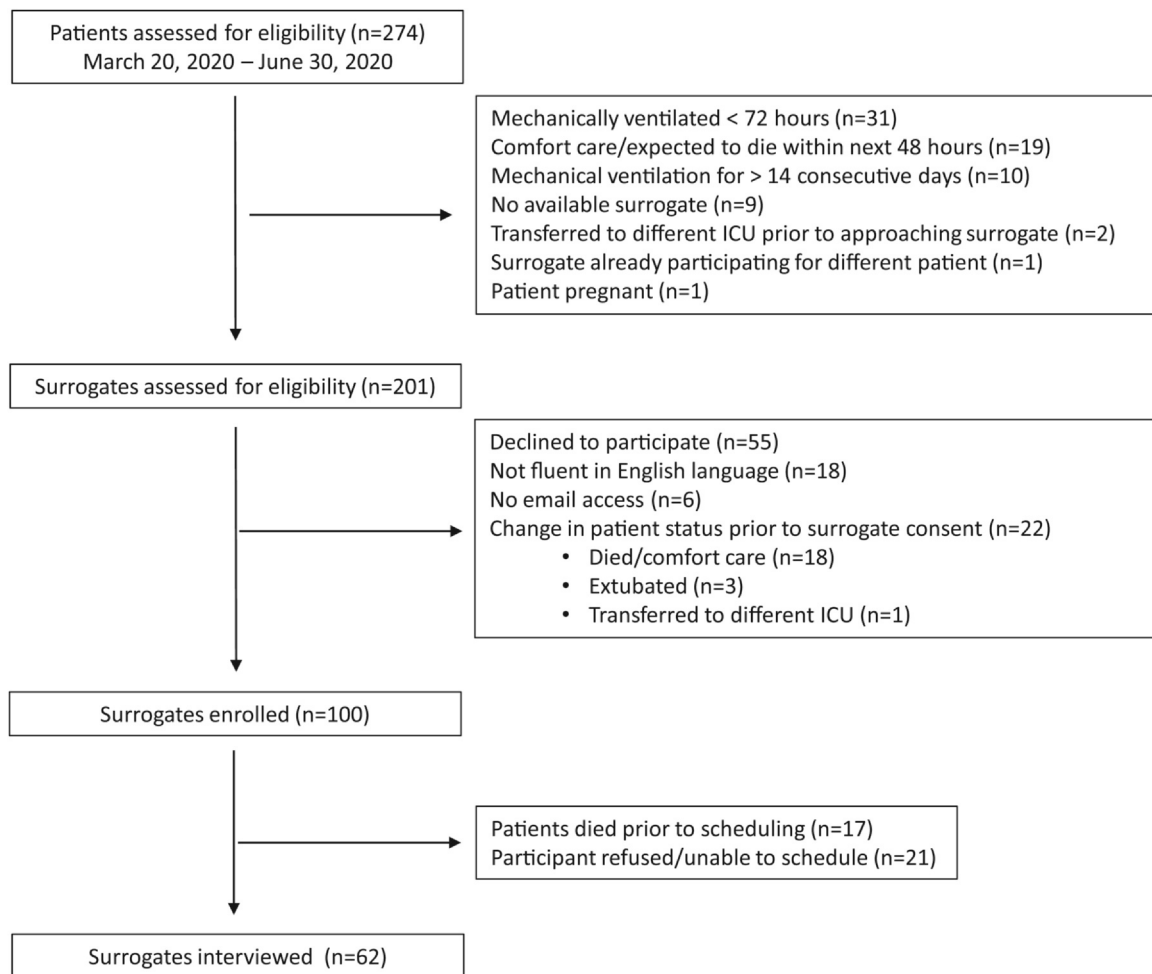 Patients assessed for eligibility (n=274)
March 20, 2020 – June 30, 2020
Mechanically ventilated < 72 hours (n=31)
Comfort care/expected to die within next 48 hours (n=19)
Mechanical ventilation for > 14 consecutive days (n=10)
No available surrogate (n=9)
Transferred to different ICU prior to approaching surrogate (n=2)
Surrogate already participating for different patient (n=1)
Patient pregnant (n=1)
Surrogates assessed for eligibility (n=201)
Declined to participate (n=55)
Not fluent in English language (n=18)
No email access (n=6)
Change in patient status prior to surrogate consent (n=22)
• Died/comfort care (n=18)
• Extubated (n=3)
• Transferred to different ICU (n=1)
Surrogates enrolled (n=100)
Patients died prior to scheduling (n=17)
Participant refused/unable to schedule (n=21)
Surrogates interviewed (n=62)